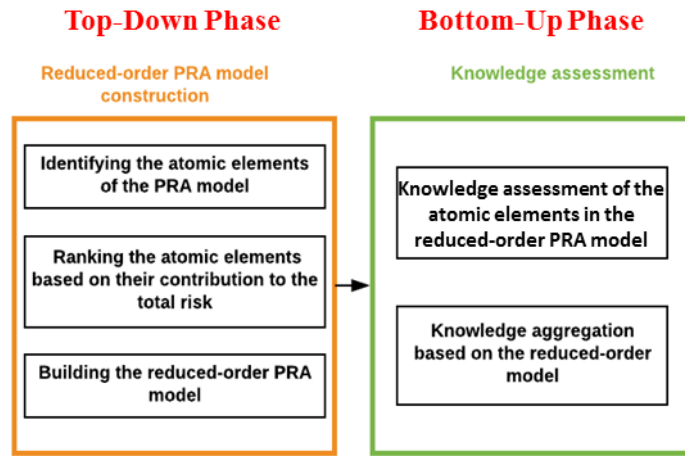 Top-Down Phase
Bottom-Up Phase
Reduced-order PRA model
construction
Knowledge assessment
Identifying the atomic elements
of the PRA model
Ranking the atomic elements
based on their contribution to the
total risk
Building the reduced-order PRA
model
Knowledge assessment of the
atomic elements in the
reduced-order PRA model
Knowledge aggregation
based on the reduced-order
model